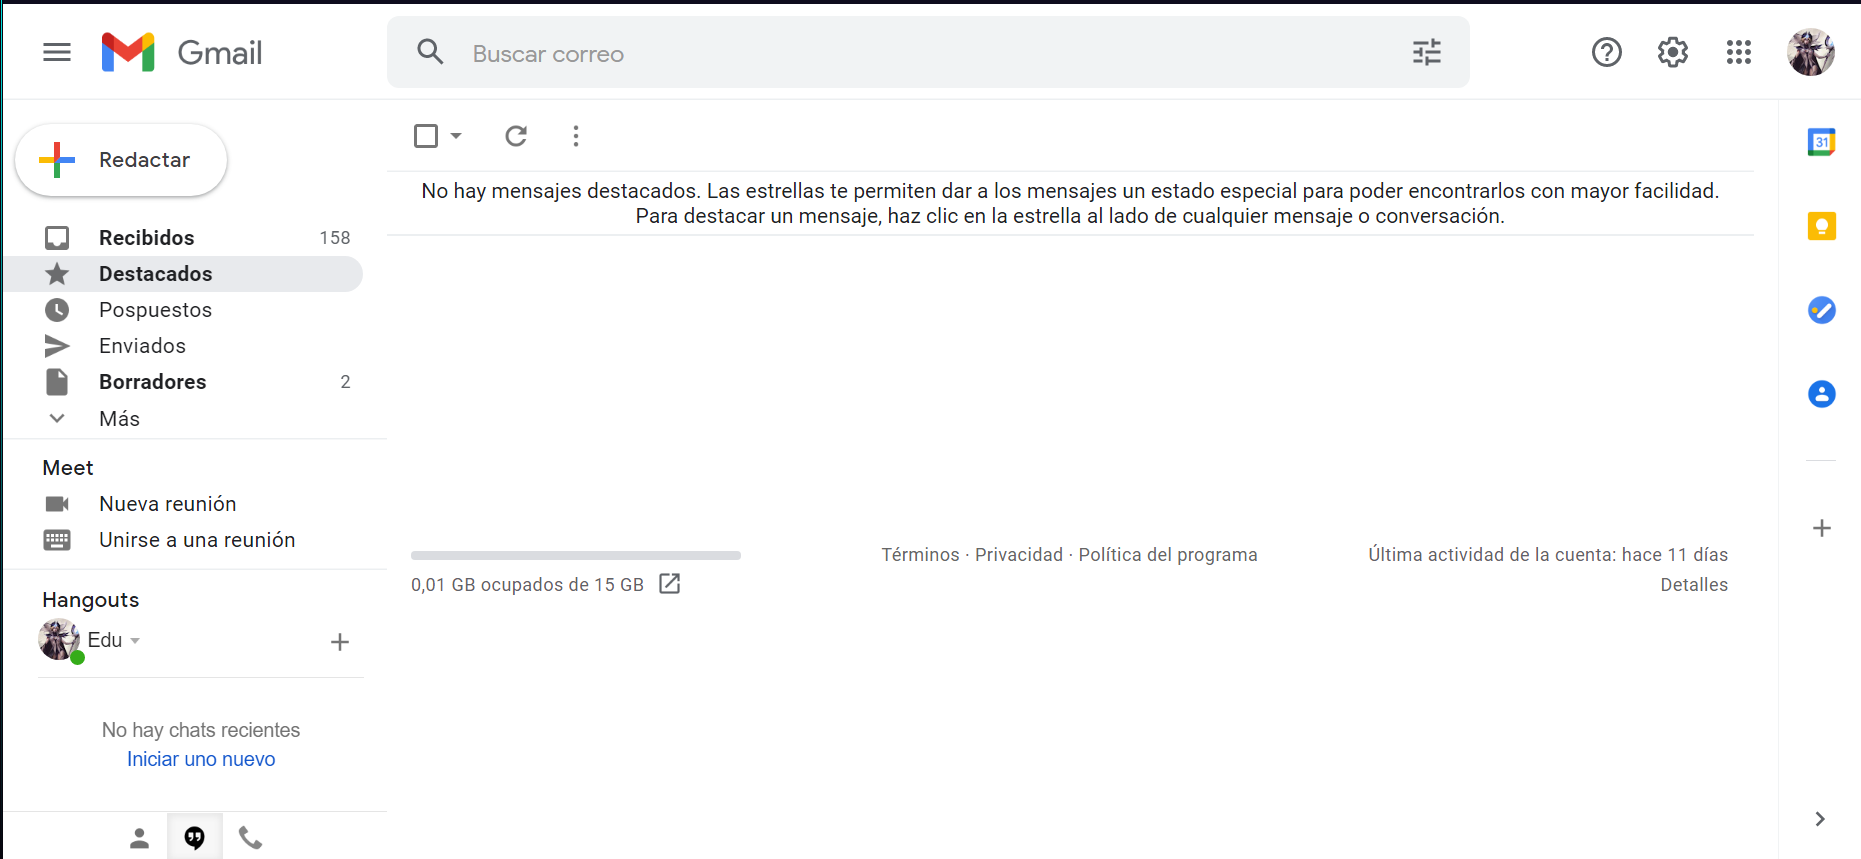 Gmail
Buscar correo
Redactar
Recibidos 158
Destacados
Pospuestos
Enviados
Borradores 2
Más
Meet
Nueva reunión
Unirse a una reunión
Hangouts
Edu
No hay chats recientes
Iniciar uno nuevo
No hay mensajes destacados. Las estrellas te permiten dar a los mensajes un estado especial para poder encontrarlos con mayor facilidad.
Para destacar un mensaje, haz clic en la estrella al lado de cualquier mensaje o conversación.
0,01 GB ocupados de 15 GB
Términos · Privacidad · Política del programa
Última actividad de la cuenta: hace 11 días
Detalles
31